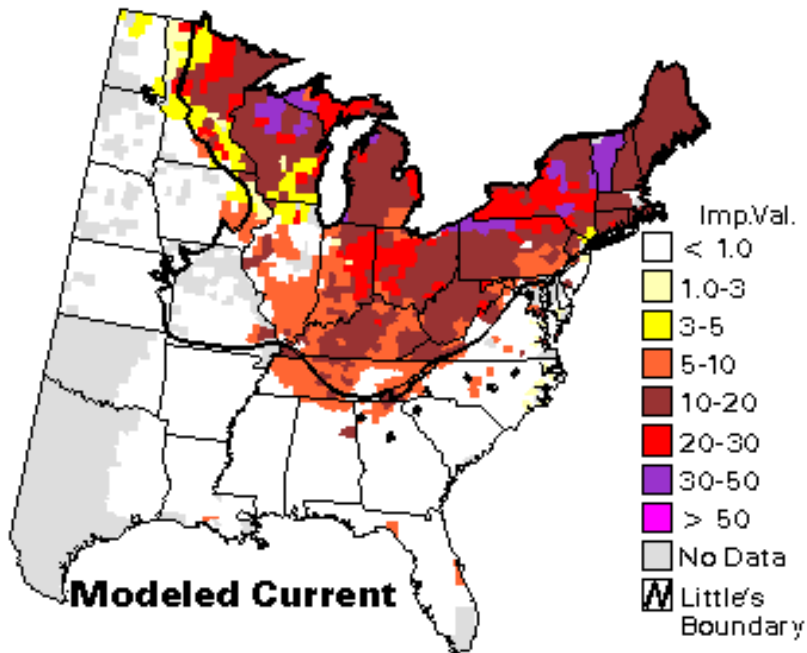 Imp.Val.
< 1.0
1.0-3
3-5
5-10
10-20
20-30
30-50
> 50
No Data
Little's
Boundary
Modeled Current